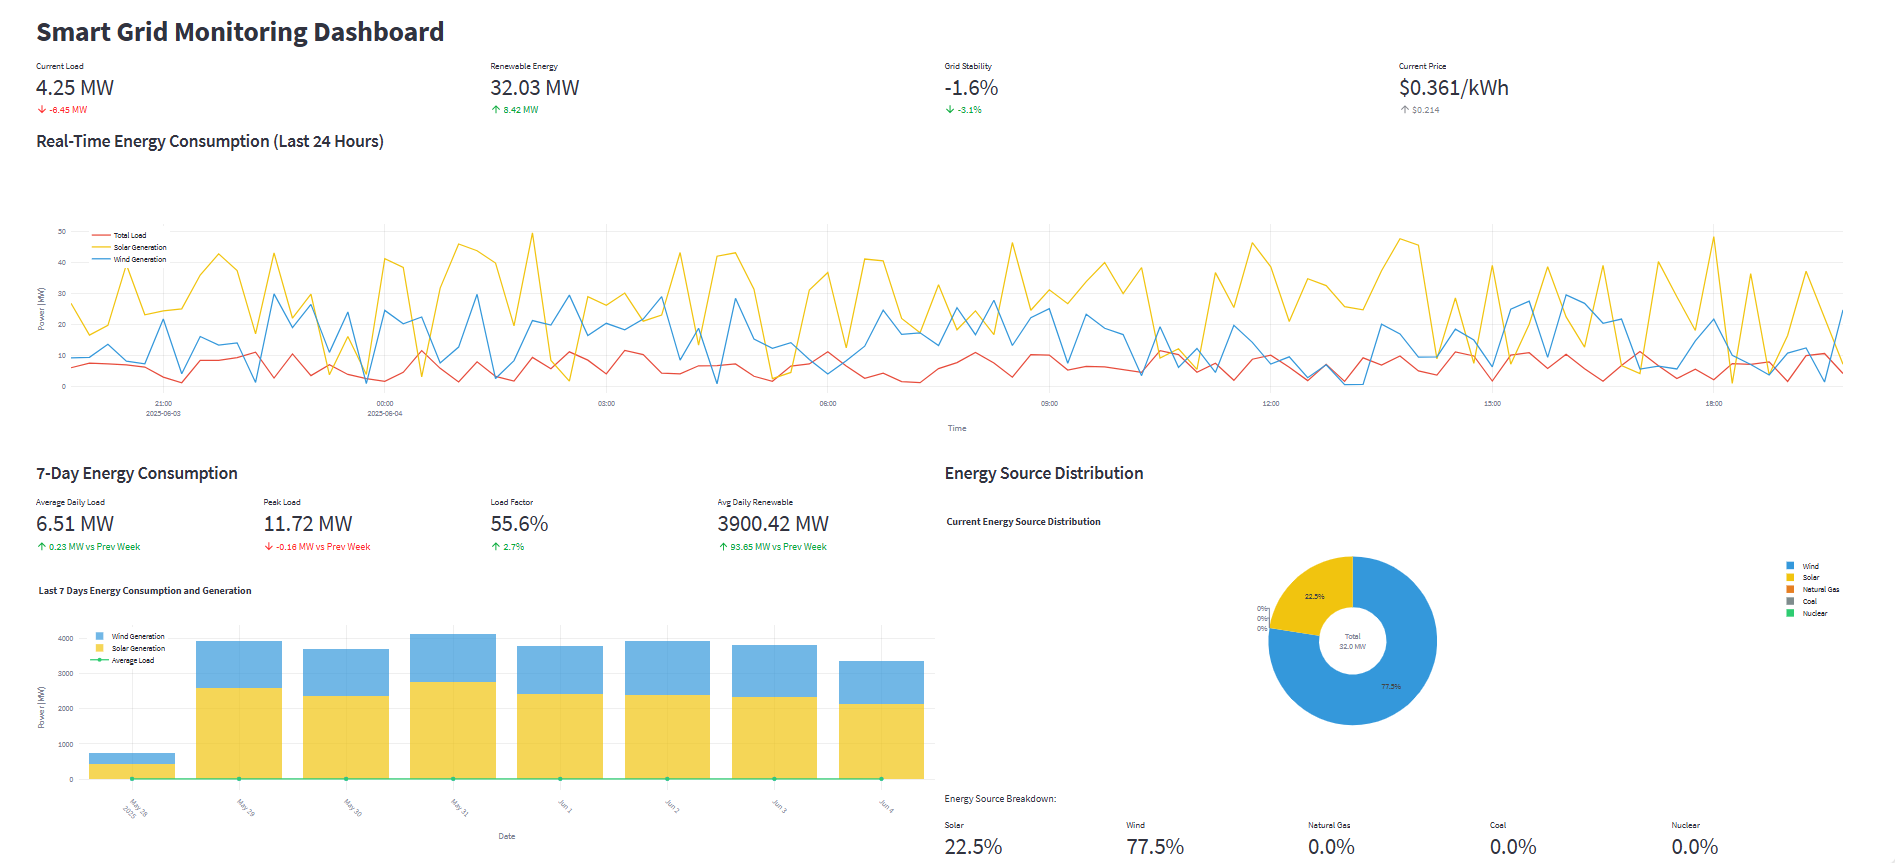 Smart Grid Monitoring Dashboard
Current Load
4.25 MW
-6.45 MW
Renewable Energy
32.03 MW
8.42 MW
Grid Stability
-1.6%
-3.1%
Current Price
$0.361/kWh
$0.214
Real-Time Energy Consumption (Last 24 Hours)
Total Load
Solar Generation
Wind Generation
Power (MW)
50
40
30
20
10
0
21:00
2025-06-03
00:00
2025-06-04
03:00
06:00
09:00
12:00
15:00
18:00
Time
7-Day Energy Consumption
Average Daily Load
6.51 MW
0.23 MW vs Prev Week
Peak Load
11.72 MW
-0.16 MW vs Prev Week
Load Factor
55.6%
2.7%
Avg Daily Renewable
3900.42 MW
93.65 MW vs Prev Week
Last 7 Days Energy Consumption and Generation
Wind Generation
Solar Generation
Average Load
Power (MW)
4000
3000
2000
1000
0
May 28
2025
May 29
May 30
May 31
Jun 1
Jun 2
Jun 3
Jun 4
Date
Energy Source Distribution
Current Energy Source Distribution
22.5%
0%
0%
0%
Total
32.0 MW
77.5%
Wind
Solar
Natural Gas
Coal
Nuclear
Energy Source Breakdown:
Solar
22.5%
Wind
77.5%
Natural Gas
0.0%
Coal
0.0%
Nuclear
0.0%